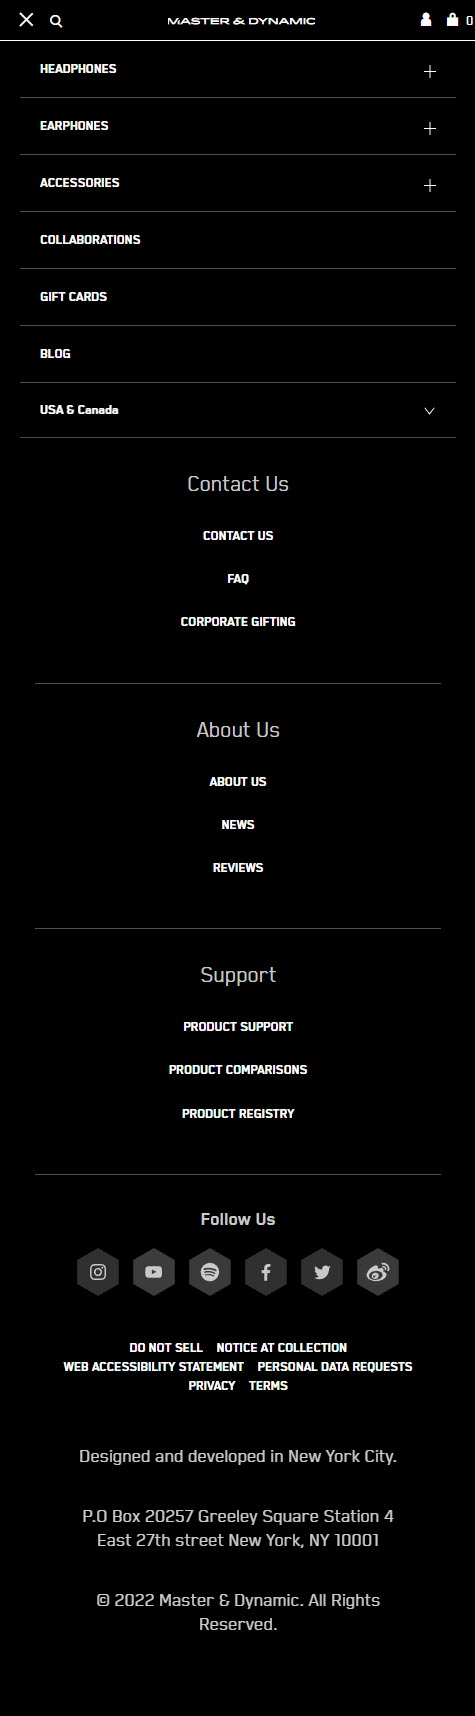 MASTER & DYNAMIC
0
HEADPHONES
EARPHONES
ACCESSORIES
COLLABORATIONS
GIFT CARDS
BLOG
USA & Canada
Contact Us
CONTACT US
FAQ
CORPORATE GIFTING
About Us
ABOUT US
NEWS
REVIEWS
Support
PRODUCT SUPPORT
PRODUCT COMPARISONS
PRODUCT REGISTRY
Follow Us
DO NOT SELL NOTICE AT COLLECTION
WEB ACCESSIBILITY STATEMENT PERSONAL DATA REQUESTS
PRIVACY TERMS
Designed and developed in New York City.
P.O Box 20257 Greeley Square Station 4
East 27th street New York, NY 10001
© 2022 Master & Dynamic. All Rights
Reserved.